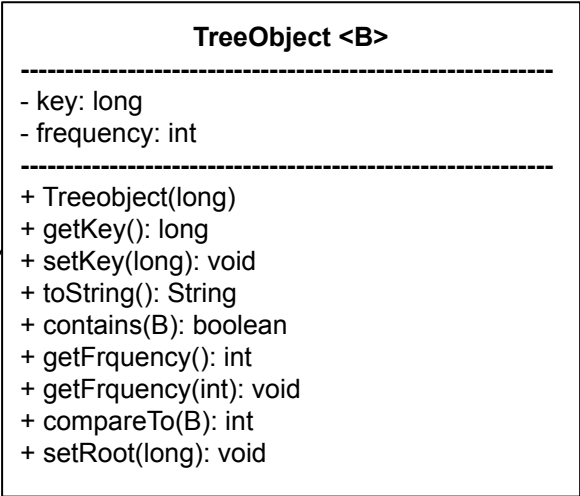 TreeObject <B>
------------------------------------------------------------
- key: long
- frequency: int
------------------------------------------------------------
+ Treeobject(long)
+ getKey(): long
+ setKey(long): void
+ toString(): String
+ contains(B): boolean
+ getFrquency(): int
+ getFrquency(int): void
+ compareTo(B): int
+ setRoot(long): void